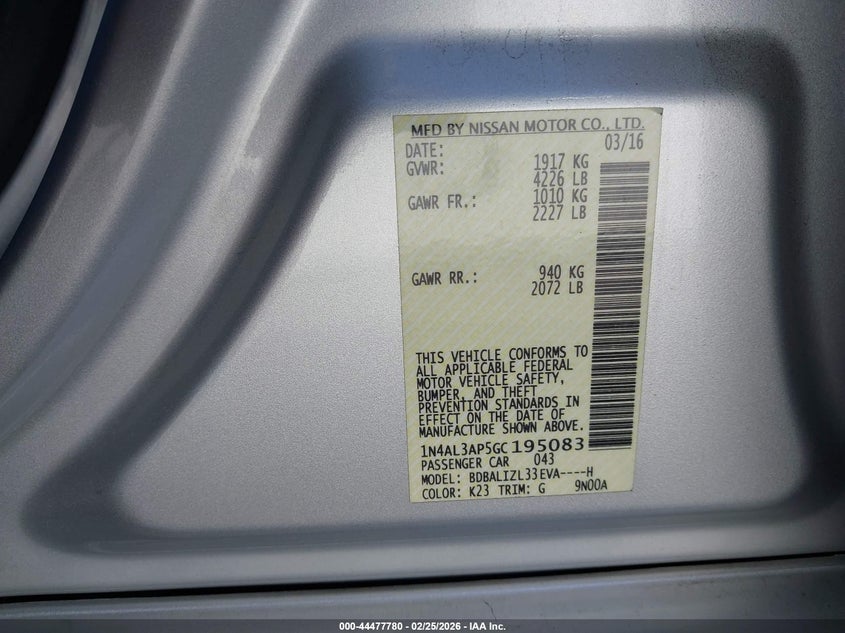 MFD BY NISSAN MOTOR CO., LTD.
DATE: 03/16
GVWR: 1917 KG
4226 LB
GAWR FR.: 1010 KG
2227 LB
GAWR RR.: 940 KG
2072 LB
THIS VEHICLE CONFORMS TO
ALL APPLICABLE FEDERAL
MOTOR VEHICLE SAFETY,
BUMPER, AND THEFT
PREVENTION STANDARDS IN
EFFECT ON THE DATE OF
MANUFACTURE SHOWN ABOVE.
1N4AL3AP5GC195083
PASSENGER CAR 043
MODEL: BDBALIZL33EVA----H
COLOR: K23 TRIM: G 9N00A
000-44477780 - 02/25/2026 - IAA Inc.